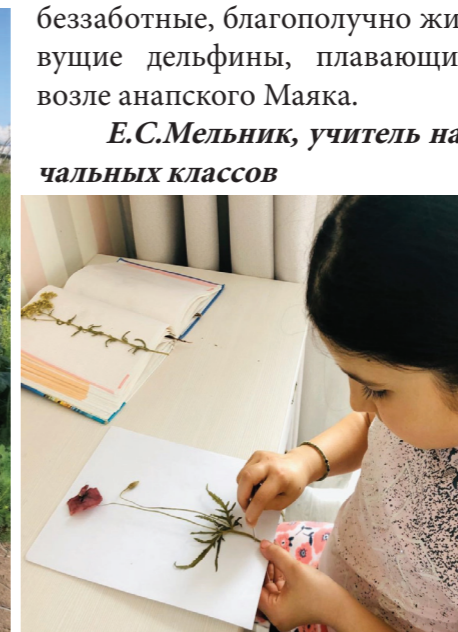 беззаботные, благополучно жи
вущие дельфины, плавающи
возле анапского Маяка.
Е.С.Мельник, учитель на
чальных классов